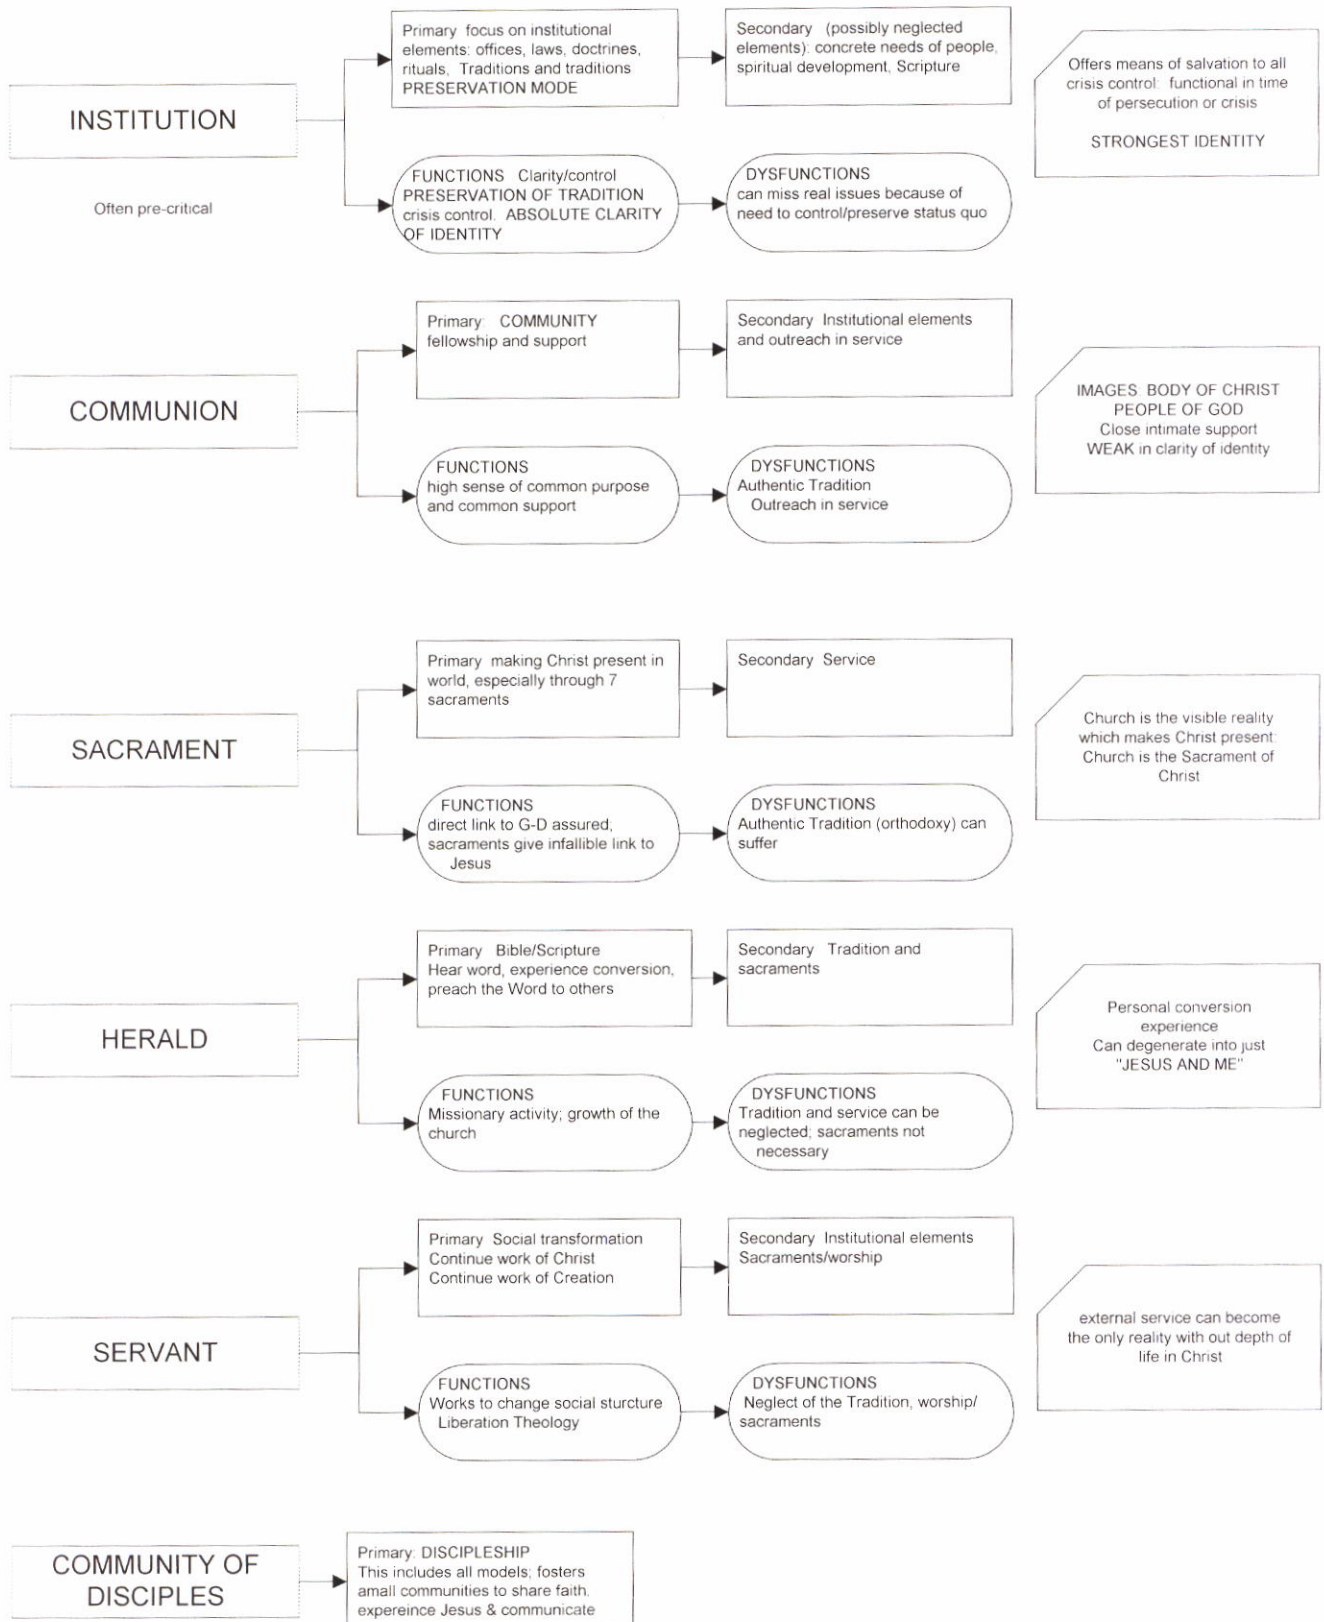 INSTITUTION
Often pre-critical
Primary focus on institutional
elements: offices, laws, doctrines,
rituals, Traditions and traditions
PRESERVATION MODE
Secondary (possibly neglected
elements): concrete needs of people,
spiritual development, Scripture
FUNCTIONS Clarity/control
PRESERVATION OF TRADITION
crisis control. ABSOLUTE CLARITY
OF IDENTITY
DYSFUNCTIONS
can miss real issues because of
need to control/preserve status quo
Offers means of salvation to all
crisis control: functional in time
of persecution or crisis
STRONGEST IDENTITY
COMMUNION
Primary: COMMUNITY
fellowship and support
Secondary Institutional elements
and outreach in service
FUNCTIONS
high sense of common purpose
and common support
DYSFUNCTIONS
Authentic Tradition
Outreach in service
IMAGES: BODY OF CHRIST
PEOPLE OF GOD
Close intimate support
WEAK in clarity of identity
SACRAMENT
Primary making Christ present in
world, especially through 7
sacraments
Secondary Service
FUNCTIONS
direct link to G-D assured;
sacraments give infallible link to
Jesus
DYSFUNCTIONS
Authentic Tradition (orthodoxy) can
suffer
Church is the visible reality
which makes Christ present:
Church is the Sacrament of
Christ
HERALD
Primary Bible/Scripture
Hear word, experience conversion,
preach the Word to others
Secondary Tradition and
sacraments
FUNCTIONS
Missionary activity; growth of the
church
DYSFUNCTIONS
Tradition and service can be
neglected; sacraments not
necessary
Personal conversion
experience
Can degenerate into just
"JESUS AND ME"
SERVANT
Primary Social transformation
Continue work of Christ
Continue work of Creation
Secondary Institutional elements
Sacraments/worship
FUNCTIONS
Works to change social sturcture
Liberation Theology
DYSFUNCTIONS
Neglect of the Tradition, worship/
sacraments
external service can become
the only reality with out depth of
life in Christ
COMMUNITY OF
DISCIPLES
Primary: DISCIPLESHIP
This includes all models; fosters
amall communities to share faith,
expereince Jesus & communicate